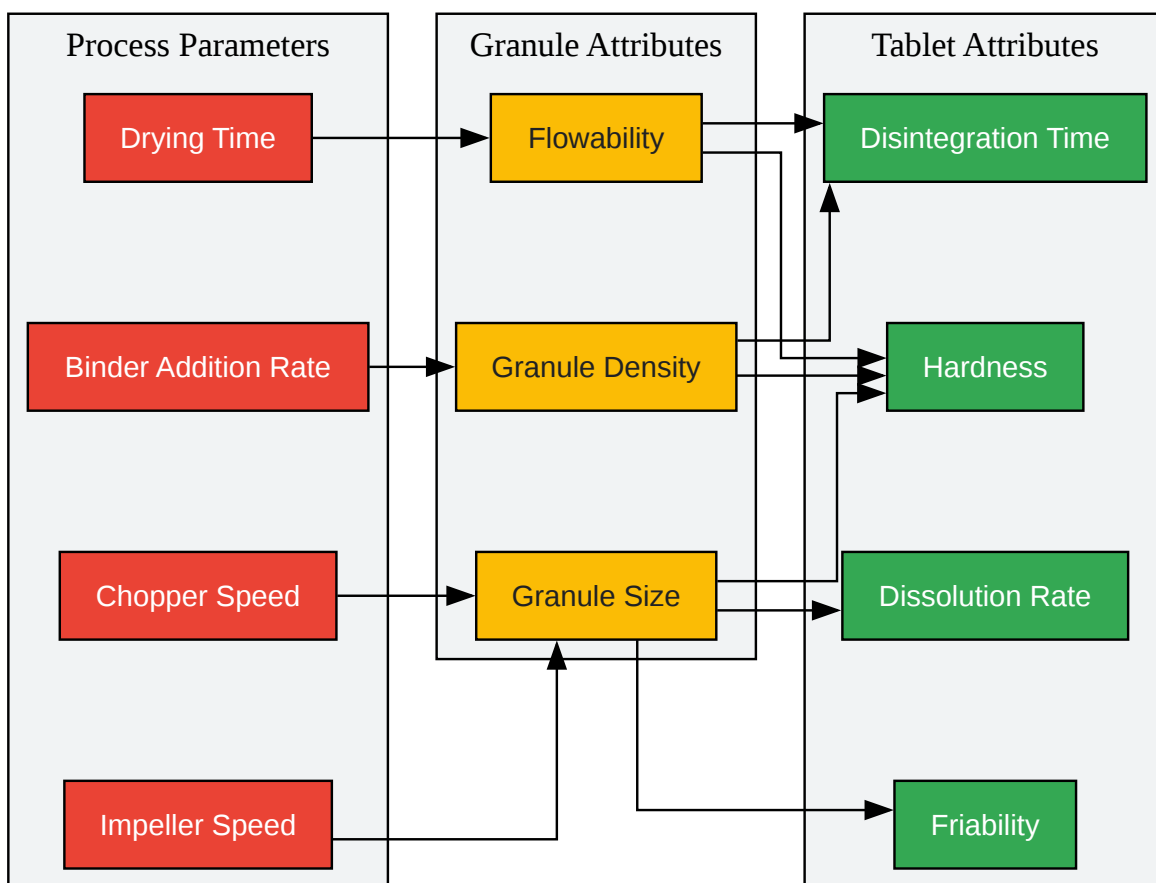 Process Parameters
Granule Attributes
Tablet Attributes
Drying Time
Flowability
Disintegration Time
Binder Addition Rate
Granule Density
Hardness
Chopper Speed
Granule Size
Dissolution Rate
Impeller Speed
Friability